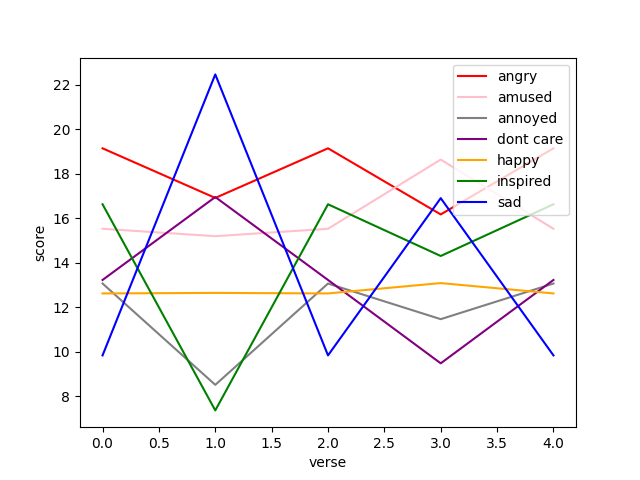 22
20
18
16
14
12
10
8
score
0.0 0.5 1.0 1.5 2.0 2.5 3.0 3.5 4.0
verse
angry
amused
annoyed
dont care
happy
inspired
sad